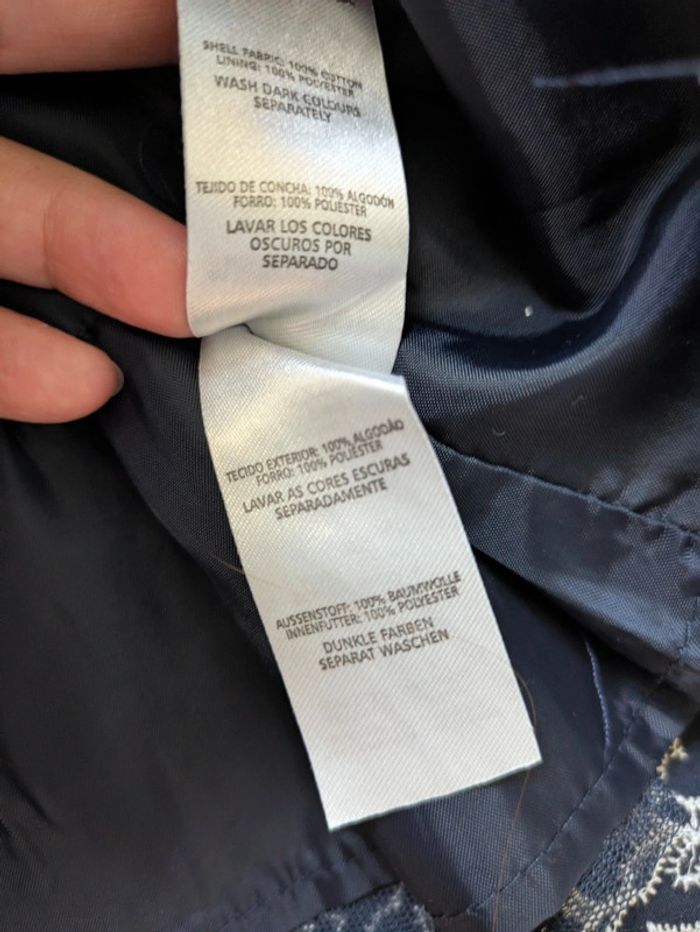 SHELL FABRIC: 100% COTTON
LINING: 100% POLYESTER
WASH DARK COLOURS
SEPARATELY
TEJIDO DE CONCHA: 100% ALGODÓN
FORRO: 100% POLIESTER
LAVAR LOS COLORES
OSCUROS POR
SEPARADO
TECIDO EXTERIOR: 100% ALGODÃO
FORRO: 100% POLIÉSTER
LAVAR AS CORES ESCURAS
SEPARADAMENTE
AUSSENSTOFF: 100% BAUMWOLLE
INNENFUTTER: 100% POLYESTER
DUNKLE FARBEN
SEPARAT WASCHEN